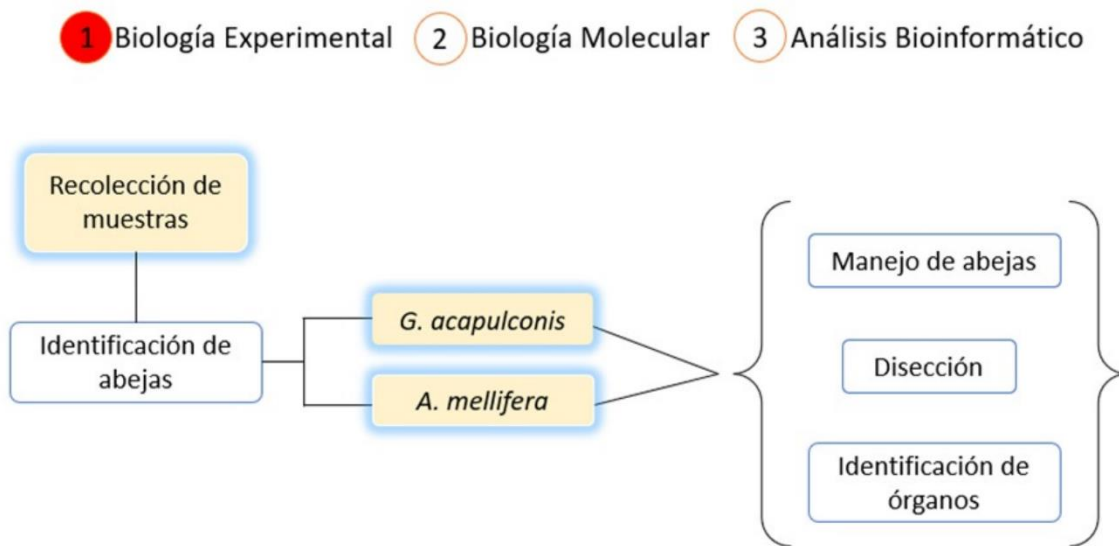 1 Biología Experimental 2 Biología Molecular 3 Análisis Bioinformático
Recolección de
muestras
Identificación de
abejas
G. acapulconis
A. mellifera
Manejo de abejas
Disección
Identificación de
órganos